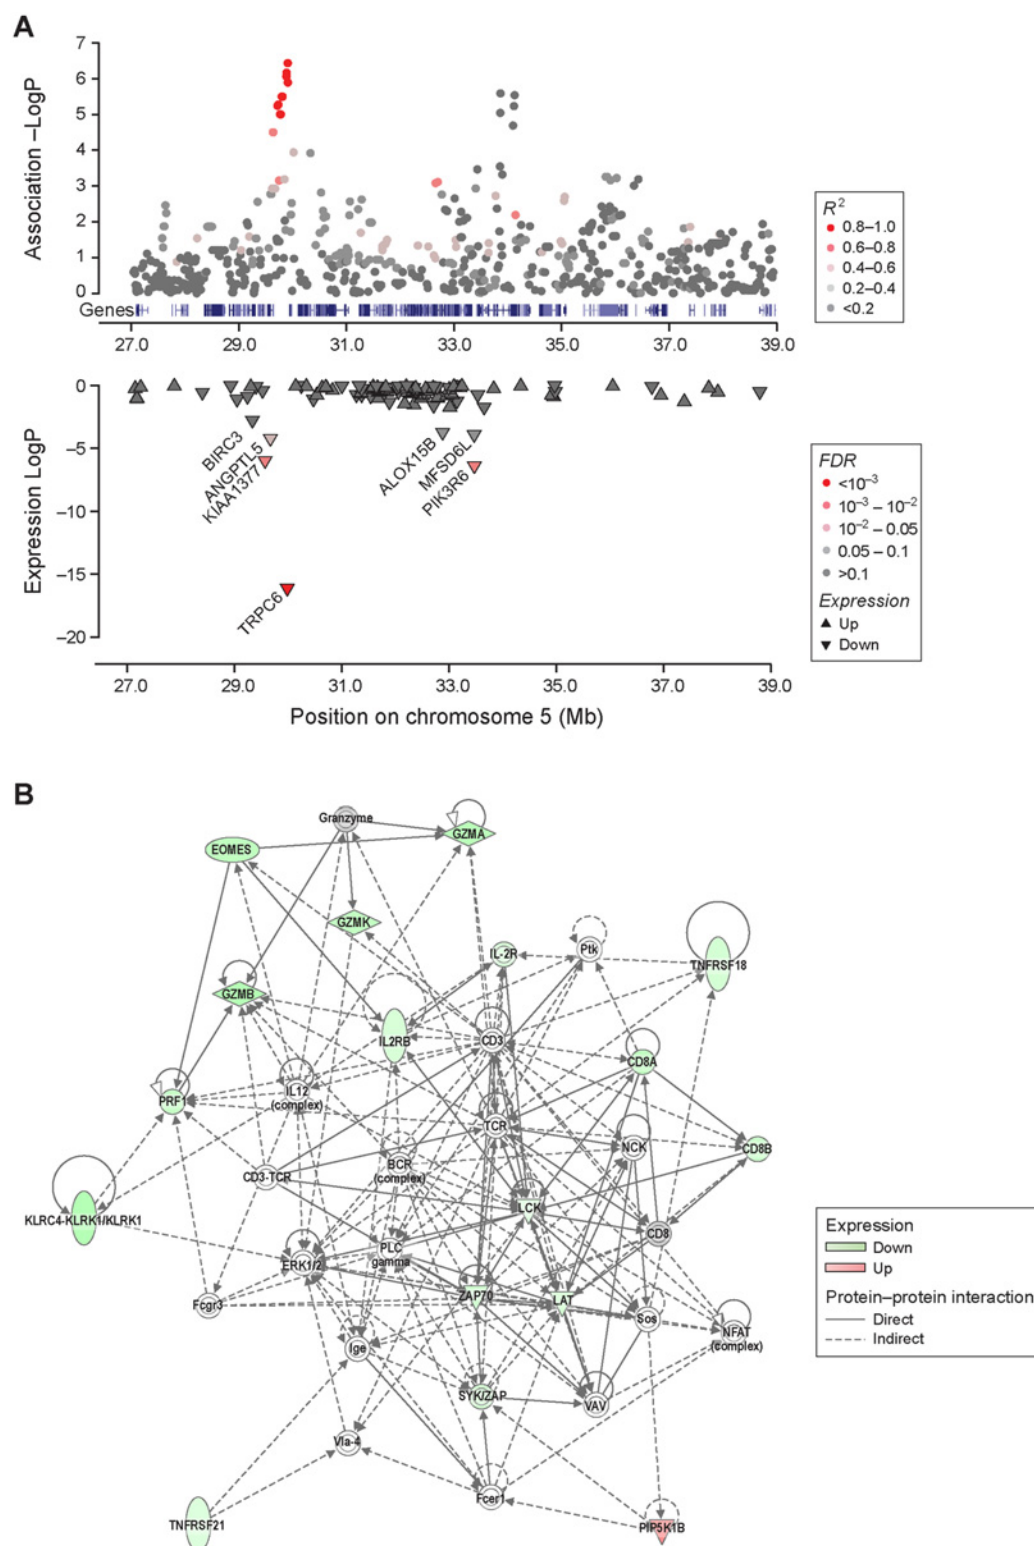 A
Association –LogP
7
6
5
4
3
2
1
0
Genes
27.0 29.0 31.0 33.0 35.0 37.0 39.0
R²
0.8–1.0
0.6–0.8
0.4–0.6
0.2–0.4
<0.2
Expression LogP
0
−5
−10
−15
−20
BIRC3
ANGPTL5
KIAA1377
TRPC6
ALOX15B
MFSD6L
PIK3R6
27.0 29.0 31.0 33.0 35.0 37.0 39.0
Position on chromosome 5 (Mb)
FDR
<10⁻³
10⁻³ – 10⁻²
10⁻² – 0.05
0.05 – 0.1
>0.1
Expression
Up
Down
B
Granzyme
GZMA
EOMES
GZMK
IL-2R
Ptk
TNFRSF18
GZMB
IL2RB
CD3
CD8A
PRF1
IL12
(complex)
TCR
NCK
CD8B
CD3-TCR
BCR
(complex)
KLRC4-KLRK1/KLRK1
LCK
CD8
PLC
gamma
ERK1/2
Fcgr3
ZAP70
LAT
Sos
NFAT
(complex)
Ige
SYK/ZAP
VAV
Vla-4
Fcer1
TNFRSF21
PIP5K1B
Expression
Down
Up
Protein–protein interaction
Direct
Indirect